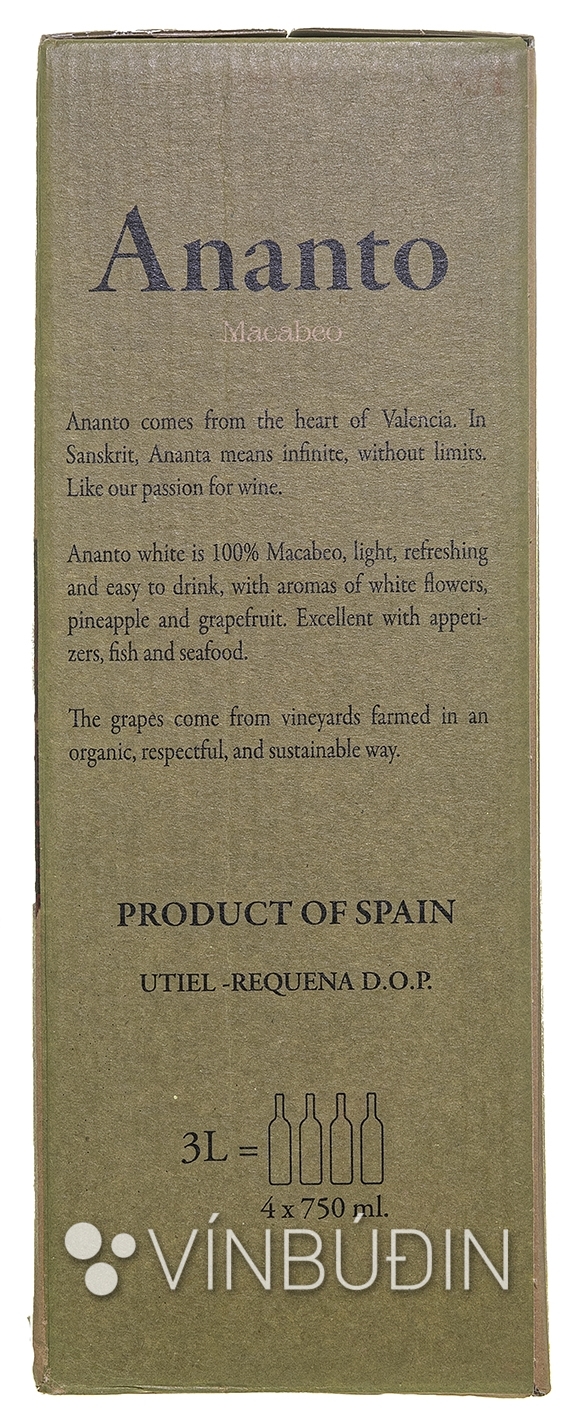 Ananto
Macabeo
Ananto comes from the heart of Valencia. In
Sanskrit, Ananta means infinite, without limits.
Like our passion for wine.
Ananto white is 100% Macabeo, light, refreshing
and easy to drink, with aromas of white flowers,
pineapple and grapefruit. Excellent with appeti-
zers, fish and seafood.
The grapes come from vineyards farmed in an
organic, respectful, and sustainable way.
PRODUCT OF SPAIN
UTIEL -REQUENA D.O.P.
3L =
4 x 750 ml.
VÍNBÚÐIN